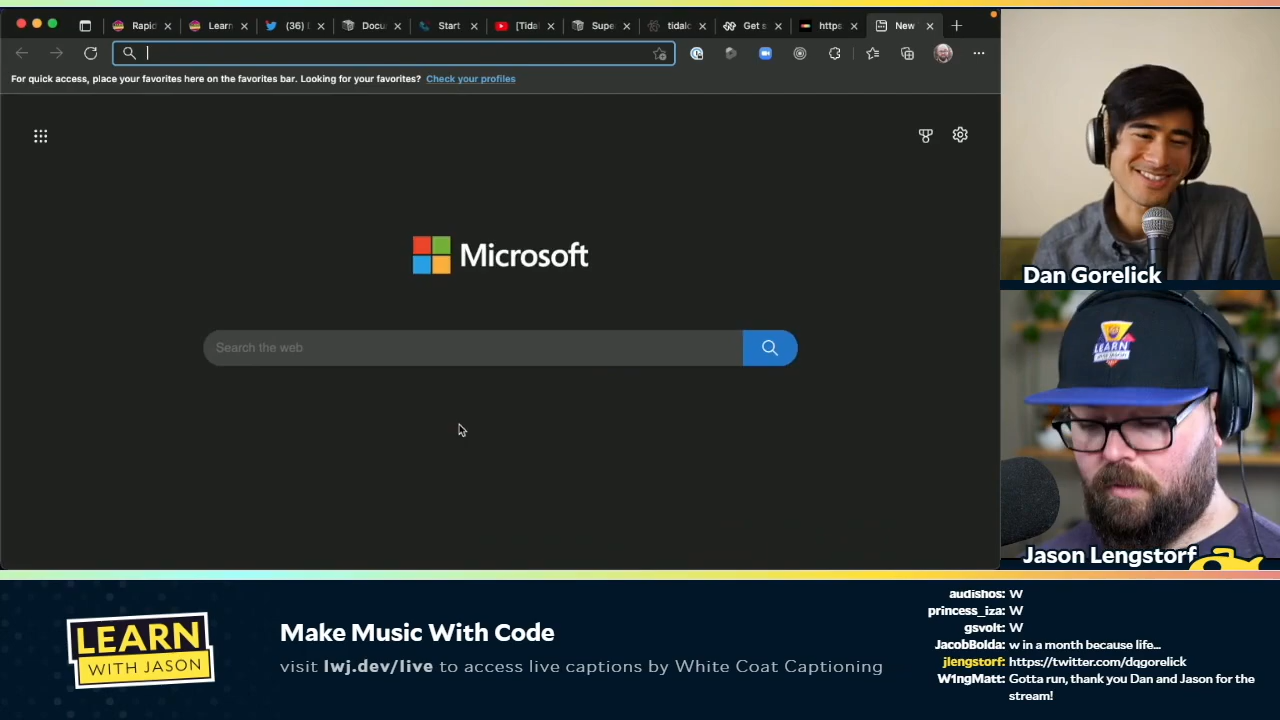 Rapid
Learn
(36)
Docu
Start
[Tidal
Supe
tidalc
Get s
https
New
For quick access, place your favorites here on the favorites bar. Looking for your favorites? Check your profiles
Microsoft
Search the web
Dan Gorelick
LEARN
Jason Lengstorf
LEARN
WITH JASON
Make Music With Code
visit lwj.dev/live to access live captions by White Coat Captioning
audishos: W
princess_iza: W
gsvolt: W
JacobBolda: w in a month because life...
jlengstorf: https://twitter.com/dqgorelick
W1ngMatt: Gotta run, thank you Dan and Jason for the
stream!